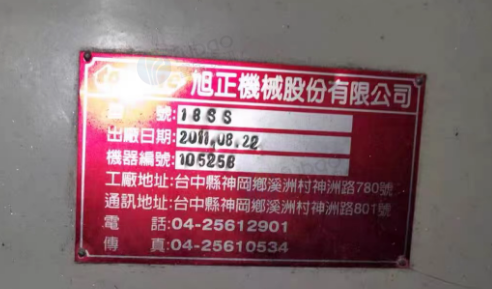 旭正機械股份有限公司
號:18SS
出廠日期:2011.08.22
機器編號:105258
工廠地址:台中縣神岡鄉溪洲村神洲路780號
通訊地址:台中縣神岡鄉溪洲村神洲路801號
電 話:04-25612901
傳 真:04-25610534